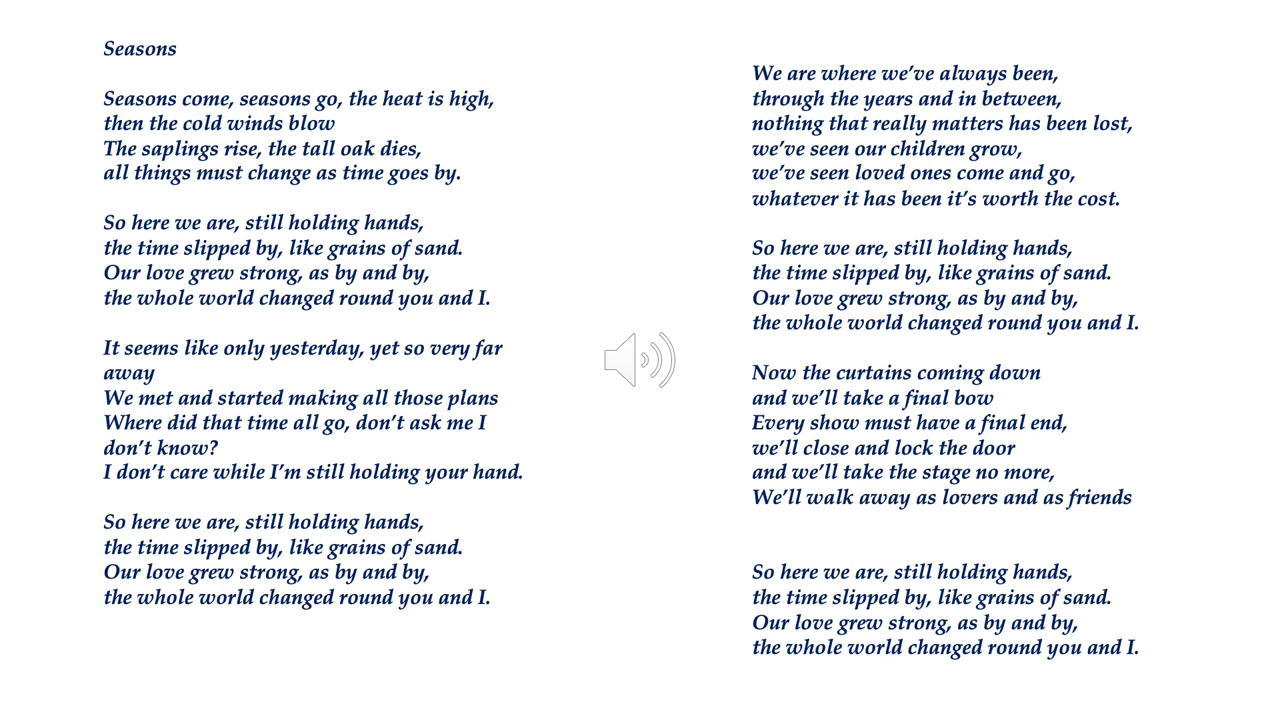 Seasons
Seasons come, seasons go, the heat is high,
then the cold winds blow
The saplings rise, the tall oak dies,
all things must change as time goes by.
So here we are, still holding hands,
the time slipped by, like grains of sand.
Our love grew strong, as by and by,
the whole world changed round you and I.
It seems like only yesterday, yet so very far
away
We met and started making all those plans
Where did that time all go, don’t ask me I
don’t know?
I don’t care while I’m still holding your hand.
So here we are, still holding hands,
the time slipped by, like grains of sand.
Our love grew strong, as by and by,
the whole world changed round you and I.
We are where we’ve always been,
through the years and in between,
nothing that really matters has been lost,
we’ve seen our children grow,
we’ve seen loved ones come and go,
whatever it has been it’s worth the cost.
So here we are, still holding hands,
the time slipped by, like grains of sand.
Our love grew strong, as by and by,
the whole world changed round you and I.
Now the curtains coming down
and we’ll take a final bow
Every show must have a final end,
we’ll close and lock the door
and we’ll take the stage no more,
We’ll walk away as lovers and as friends
So here we are, still holding hands,
the time slipped by, like grains of sand.
Our love grew strong, as by and by,
the whole world changed round you and I.